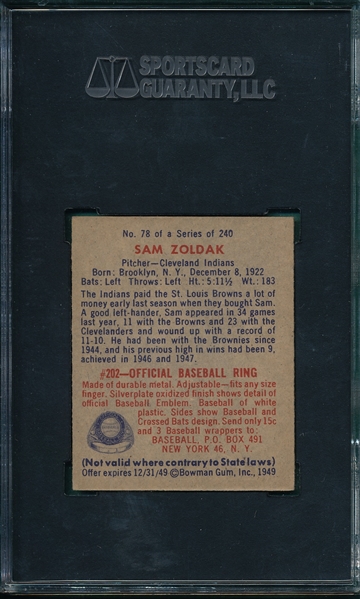 SPORTSCARD
GUARANTY, LLC
No. 78 of a Series of 240
SAM ZOLDAK
Pitcher—Cleveland Indians
Born: Brooklyn, N. Y., December 8, 1922
Bats: Left Throws: Left Ht.: 5:11½ Wt.: 183
The Indians paid the St. Louis Browns a lot of
money early last season when they bought Sam.
A good left-hander, Sam appeared in 34 games
last year, 11 with the Browns and 23 with the
Clevelanders and wound up with a record of
11-10. He had been with the Brownies since
1944, and his previous high in wins had been 9,
achieved in 1946 and 1947.
#202—OFFICIAL BASEBALL RING
Made of durable metal. Adjustable—fits any size
finger. Silverplate oxidized finish shows detail of
official Baseball Emblem. Baseball of white
plastic. Sides show Baseball and
Crossed Bats design. Send only 15c
and 3 Baseball wrappers to:
BASEBALL, P.O. BOX 491
NEW YORK 46, N. Y.
(Not valid where contrary to State laws)
Offer expires 12/31/49 ©Bowman Gum, Inc., 1949